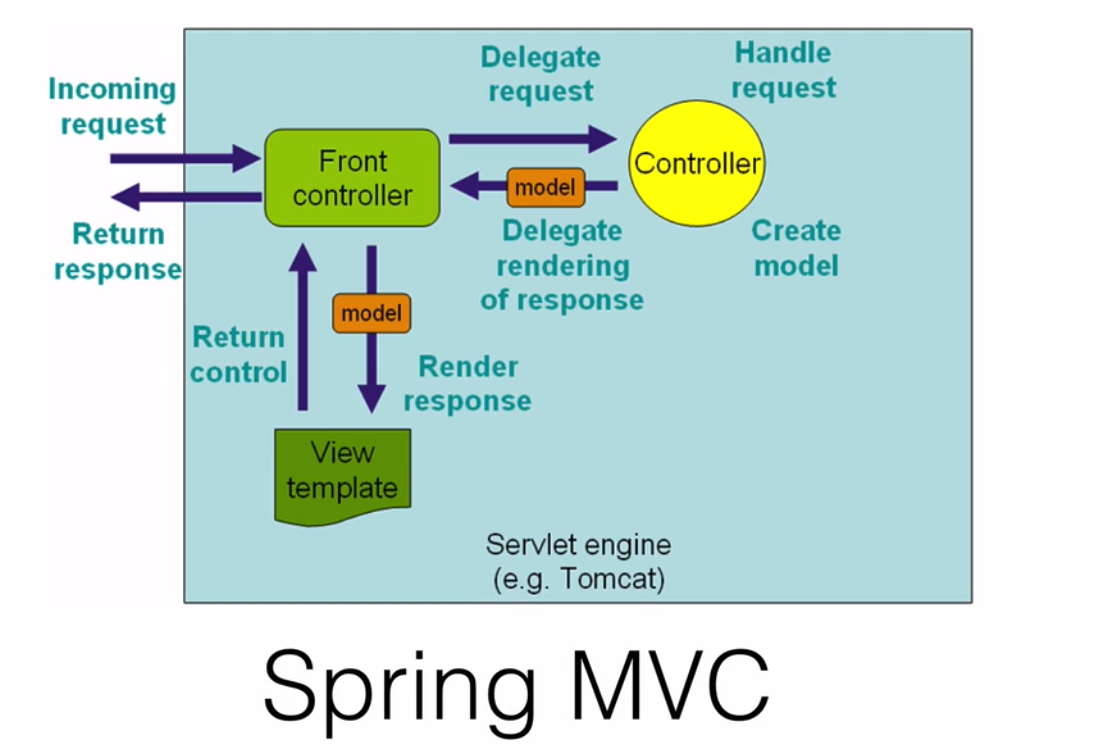 Incoming
request
Return
response
Front
controller
Delegate
request
Handle
request
Controller
model
Delegate
rendering
of response
Create
model
Return
control
model
Render
response
View
template
Servlet engine
(e.g. Tomcat)
Spring MVC